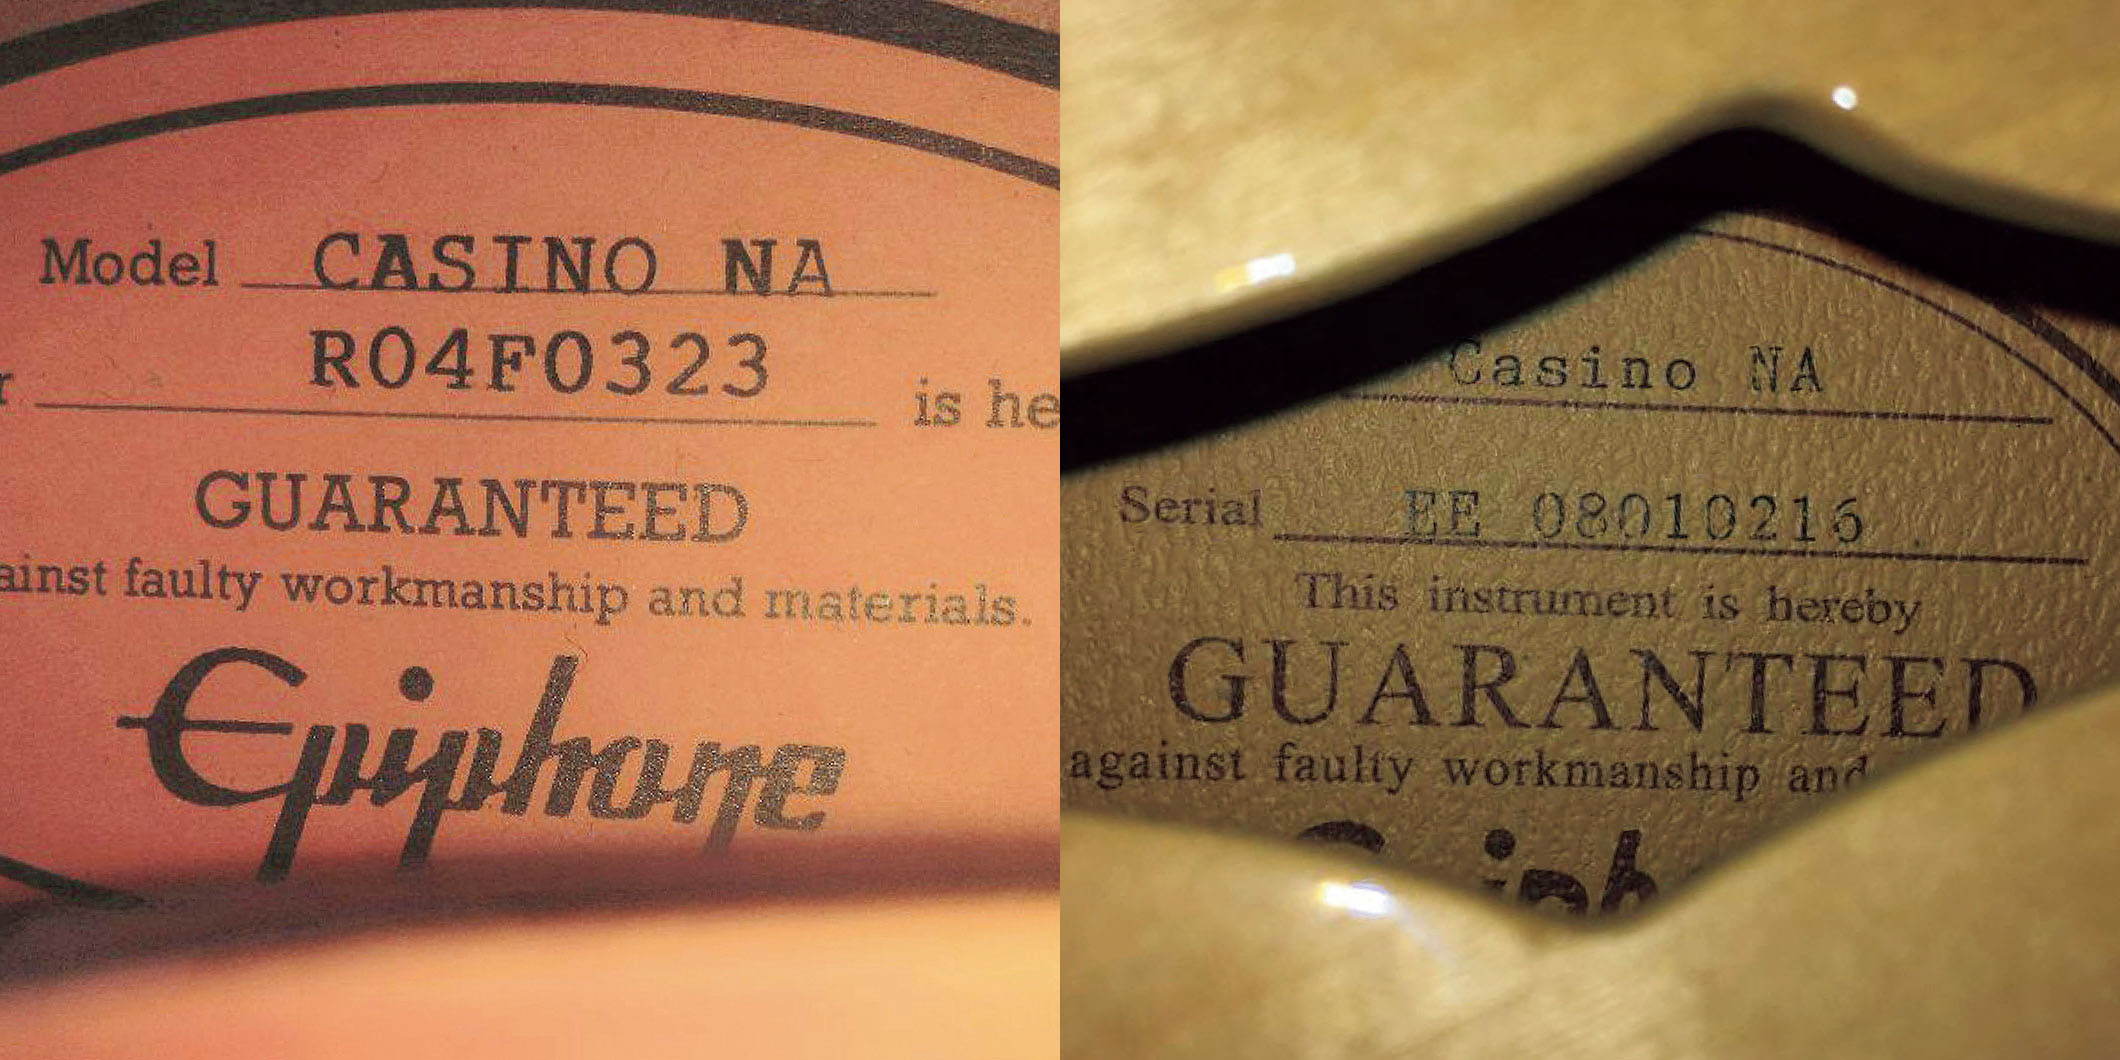 Model CASINO NA
R04F0323
r is he
GUARANTEED
ainst faulty workmanship and materials.
Epiphone
Casino NA
Serial EE 08010216
This instrument is hereby
GUARANTEED
against faulty workmanship and
Epiph